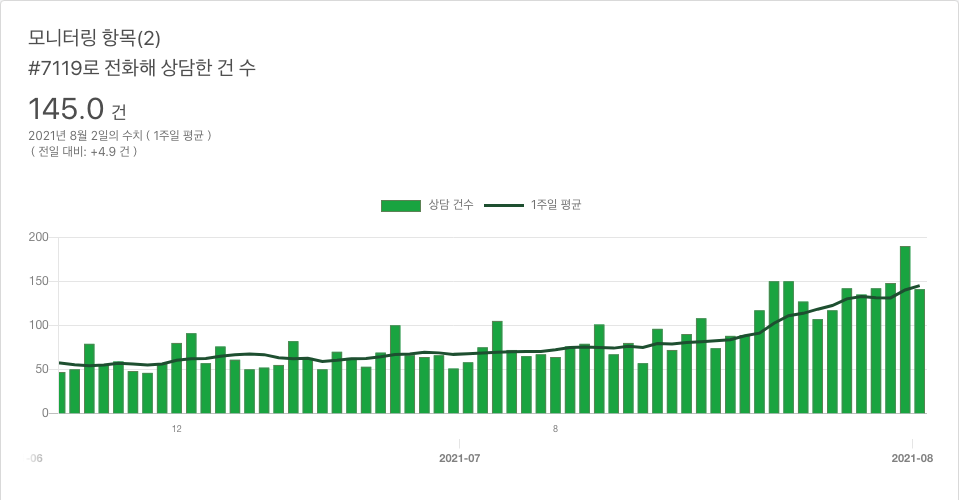 모니터링 항목(2)
#7119로 전화해 상담한 건 수
145.0 건
2021년 8월 2일의 수치 ( 1주일 평균 )
( 전일 대비: +4.9 건 )
상담 건수 1주일 평균
200
150
100
50
0
12 8
-06 2021-07 2021-08